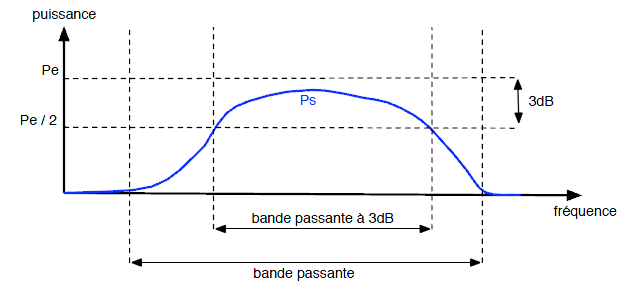 puissance
Pe
Ps
3dB
Pe / 2
bande passante à 3dB
fréquence
bande passante